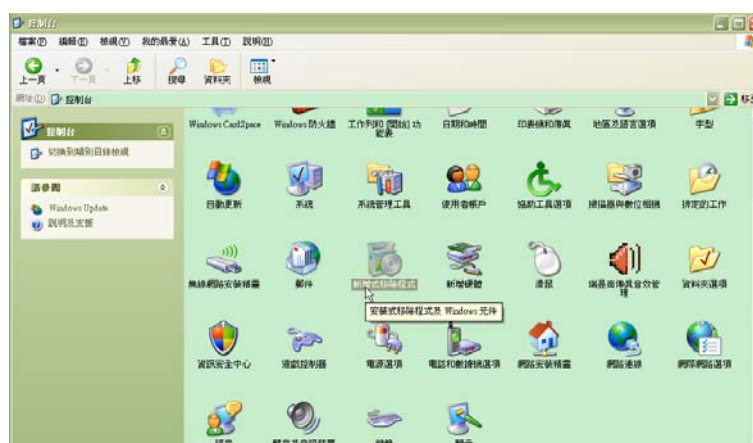 控制台
檔案(F) 編輯(E) 檢視(V) 我的最愛(A) 工具(T) 說明(H)
上一頁 下一頁 上移 搜尋 資料夾 檢視
網址(D) 控制台
控制台
切換到類別目錄檢視
請參閱
Windows Update
說明及支援
Windows CardSpace Windows 防火牆 工作列和 [開始] 功能表 日期和時間 印表機和傳真 地區及語言選項 字型
自動更新 系統 系統管理工具 使用者帳戶 協助工具選項 掃描器與數位相機 排定的工作
無線網路安裝精靈 郵件 新增或移除程式 新增硬體 滑鼠 瑞昱高傳真音效管理 資料夾選項
安裝或移除程式及 Windows 元件
資訊安全中心 遊戲控制器 電源選項 電話和數據機選項 網路安裝精靈 網路連線 網際網路選項